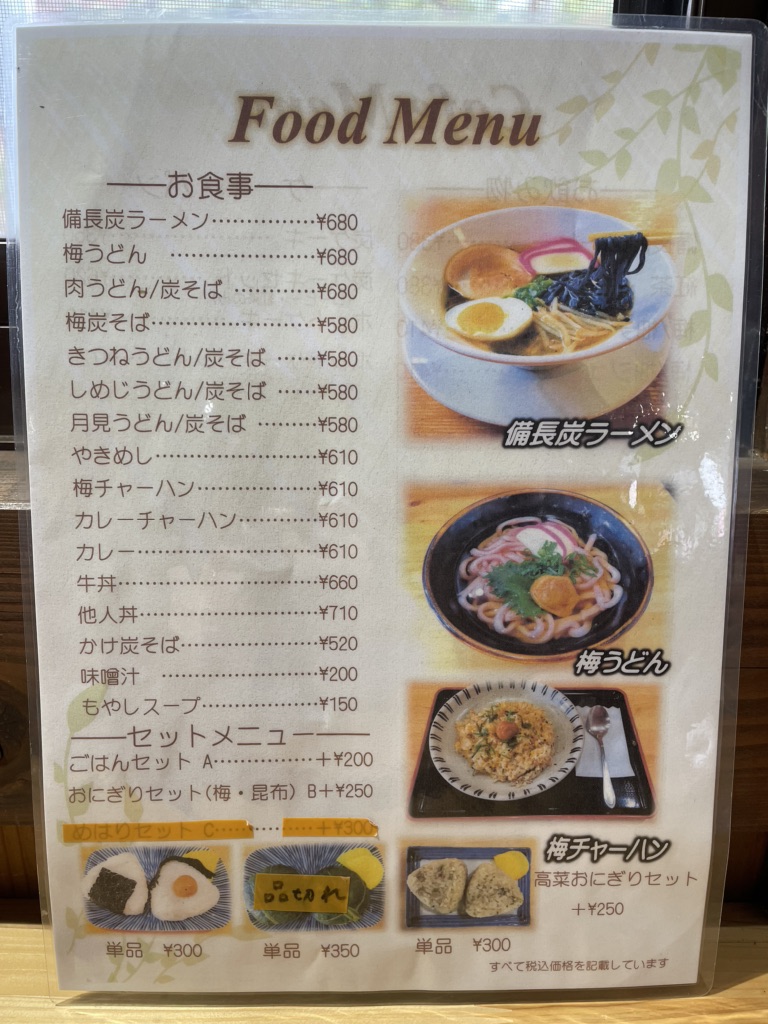 Food Menu
お食事
備長炭ラーメン……………¥680
梅うどん ……………¥680
肉うどん/炭そば ………¥680
梅炭そば………………¥580
きつねうどん/炭そば ……¥580
しめじうどん/炭そば ……¥580
月見うどん/炭そば ………¥580
やきめし………………¥610
梅チャーハン……………¥610
カレーチャーハン…………¥610
カレー…………………¥610
牛丼……………………¥660
他人丼…………………¥710
かけ炭そば………………¥520
味噌汁 ………………¥200
もやしスープ……………¥150
セットメニュー
ごはんセット A……………＋¥200
おにぎりセット(梅・昆布) B＋¥250
めはりセット C……………＋¥300
備長炭ラーメン
梅うどん
梅チャーハン
品切れ
単品 ¥300
単品 ¥350
単品 ¥300
高菜おにぎりセット
＋¥250
すべて税込価格を記載しています